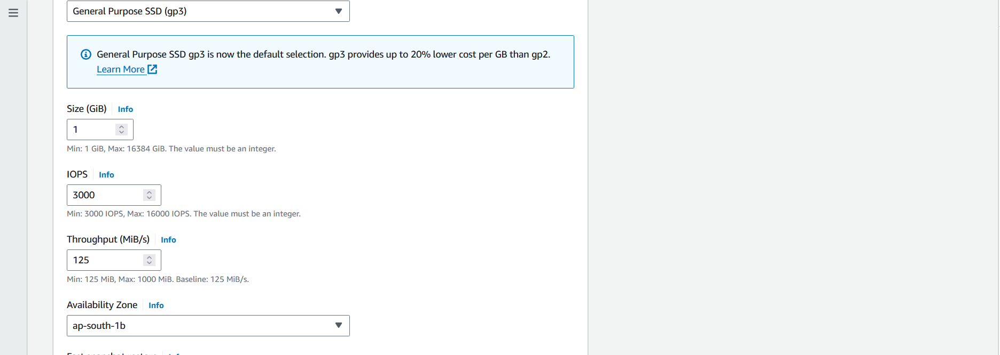 General Purpose SSD (gp3)
General Purpose SSD gp3 is now the default selection. gp3 provides up to 20% lower cost per GB than gp2.
Learn More
Size (GiB) Info
1
Min: 1 GiB, Max: 16384 GiB. The value must be an integer.
IOPS Info
3000
Min: 3000 IOPS, Max: 16000 IOPS. The value must be an integer.
Throughput (MiB/s) Info
125
Min: 125 MiB, Max: 1000 MiB. Baseline: 125 MiB/s.
Availability Zone Info
ap-south-1b